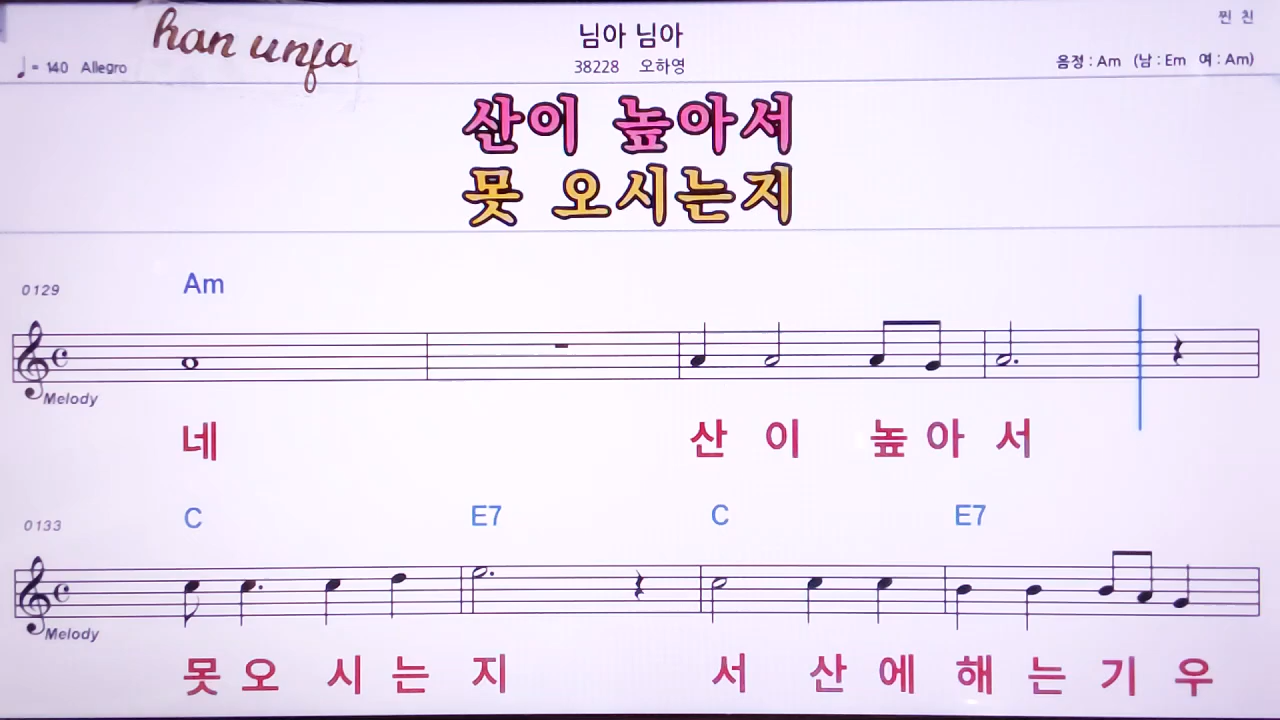 찐 친
han unja
님아 님아
♩= 140 Allegro
38228 오하영
음정 : Am (남 : Em 여 : Am)
산이 높아서
못 오시는지
0129 Am
Melody
네 산 이 높 아 서
0133 C E7 C E7
Melody
못 오 시 는 지 서 산 에 해 는 기 우